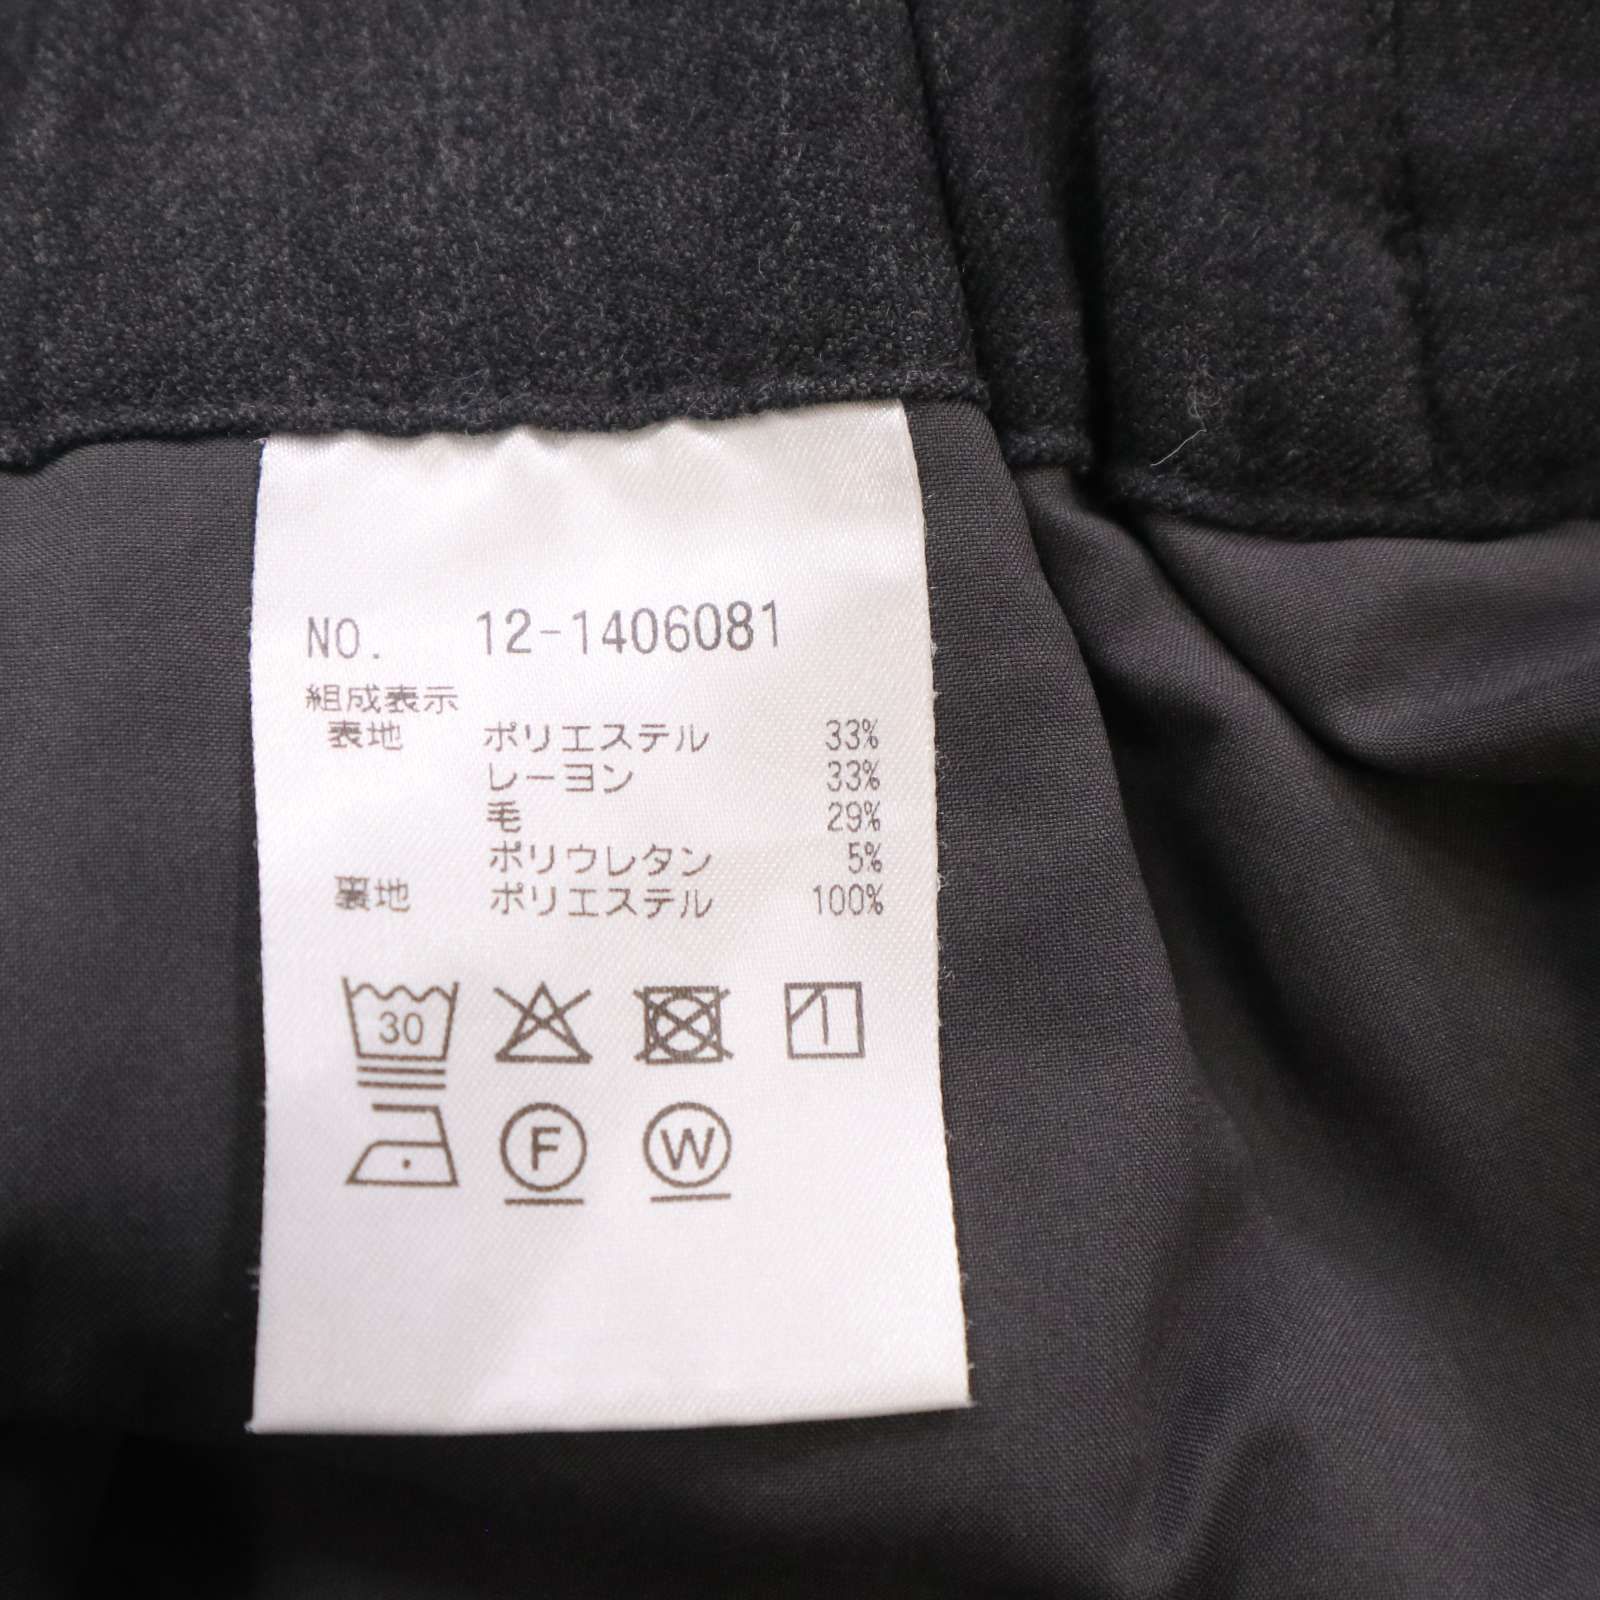 NO. 12-1406081
組成表示
表地 ポリエステル 33%
レーヨン 33%
毛 29%
ポリウレタン 5%
裏地 ポリエステル 100%
30
F W